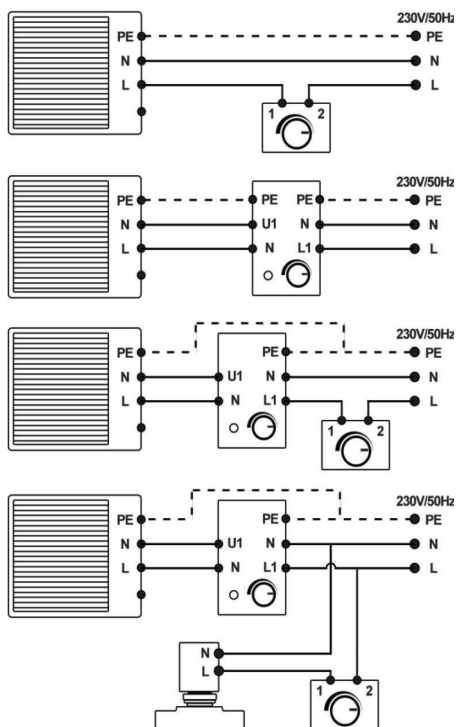 230V/50Hz
PE PE
N N
L L
1 2
230V/50Hz
PE PE PE PE
N U1 N N
L N L1 L
230V/50Hz
PE PE PE
N U1 N N
L N L1 L
1 2
230V/50Hz
PE PE PE
N U1 N N
L N L1 L
N
L
1 2